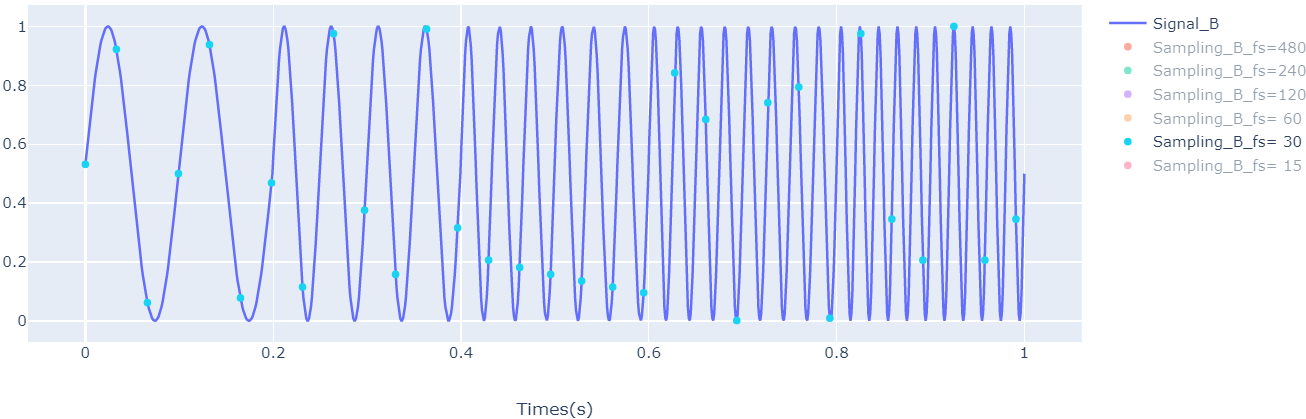 1
0.8
0.6
0.4
0.2
0
0 0.2 0.4 0.6 0.8 1
Times(s)
Signal_B
Sampling_B_fs=480
Sampling_B_fs=240
Sampling_B_fs=120
Sampling_B_fs= 60
Sampling_B_fs= 30
Sampling_B_fs= 15